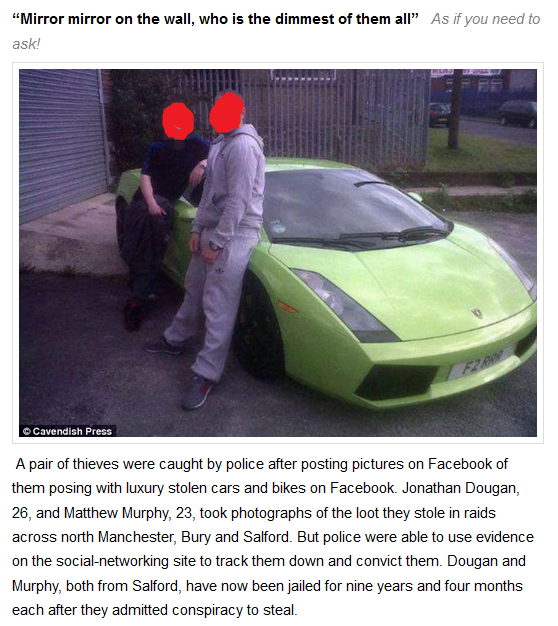 “Mirror mirror on the wall, who is the dimmest of them all”   As if you need to
ask!
F2 RRR
© Cavendish Press
A pair of thieves were caught by police after posting pictures on Facebook of
them posing with luxury stolen cars and bikes on Facebook. Jonathan Dougan,
26, and Matthew Murphy, 23, took photographs of the loot they stole in raids
across north Manchester, Bury and Salford. But police were able to use evidence
on the social-networking site to track them down and convict them. Dougan and
Murphy, both from Salford, have now been jailed for nine years and four months
each after they admitted conspiracy to steal.